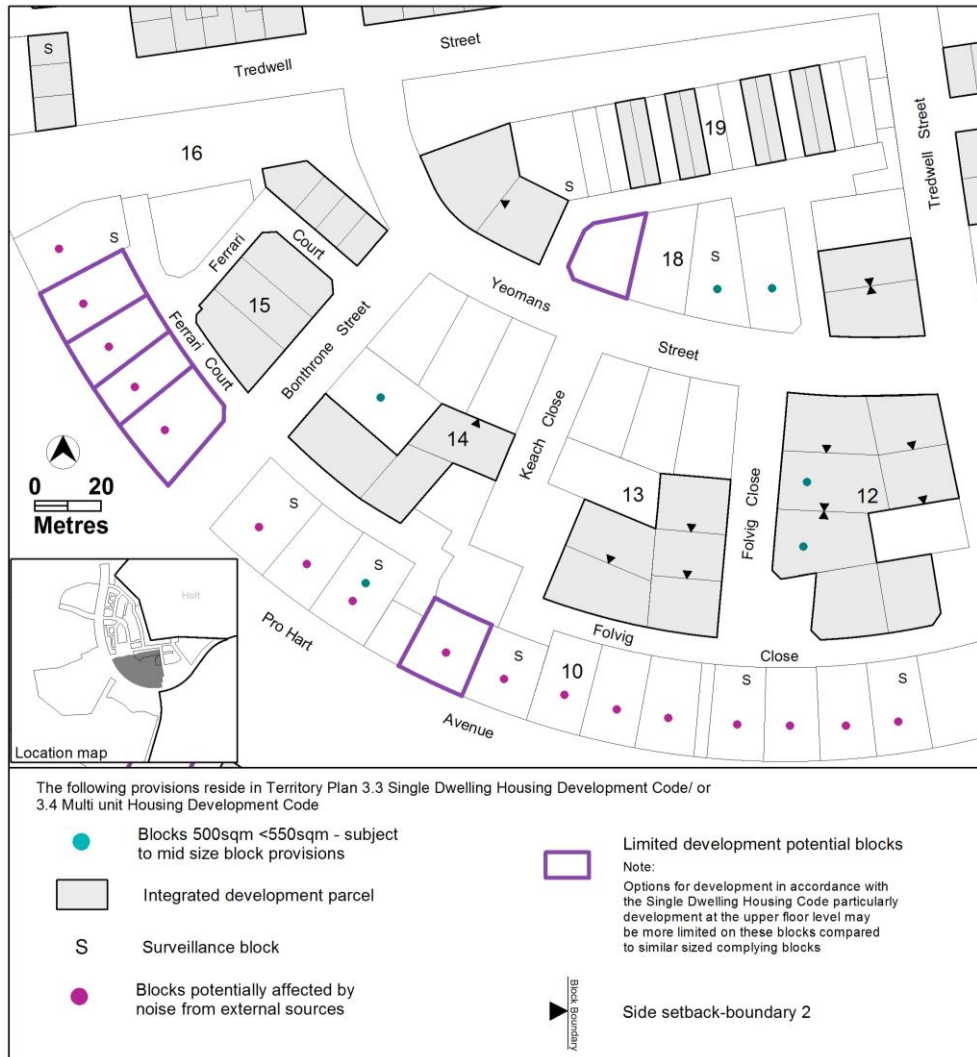 S
Tredwell
Street
16
19
Tredwell Street
S
S
Ferrari
Court
18
S
15
Yeomans
Ferrari Court
Bonthrone Street
Street
14
Keach Close
13
Folvig Close
12
0 20
Metres
S
S
Pro Hart
Folvig
Close
S
10
S
S
Avenue
Holt
Location map
The following provisions reside in Territory Plan 3.3 Single Dwelling Housing Development Code/ or
3.4 Multi unit Housing Development Code
Blocks 500sqm <550sqm - subject
to mid size block provisions
Integrated development parcel
S Surveillance block
Blocks potentially affected by
noise from external sources
Limited development potential blocks
Note:
Options for development in accordance with
the Single Dwelling Housing Code particularly
development at the upper floor level may
be more limited on these blocks compared
to similar sized complying blocks
Block Boundary
Side setback-boundary 2